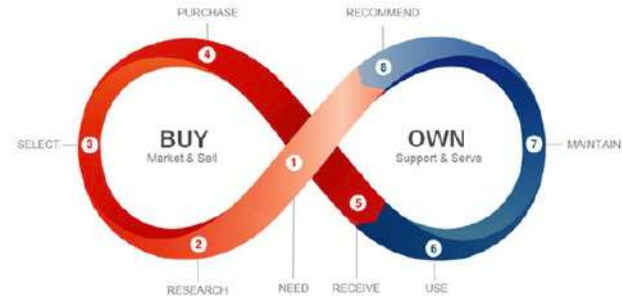 PURCHASE
RECOMMEND
4
8
SELECT
3
BUY
Market & Sell
1
OWN
Support & Serve
7
MAINTAIN
5
2
6
RESEARCH
NEED
RECEIVE
USE